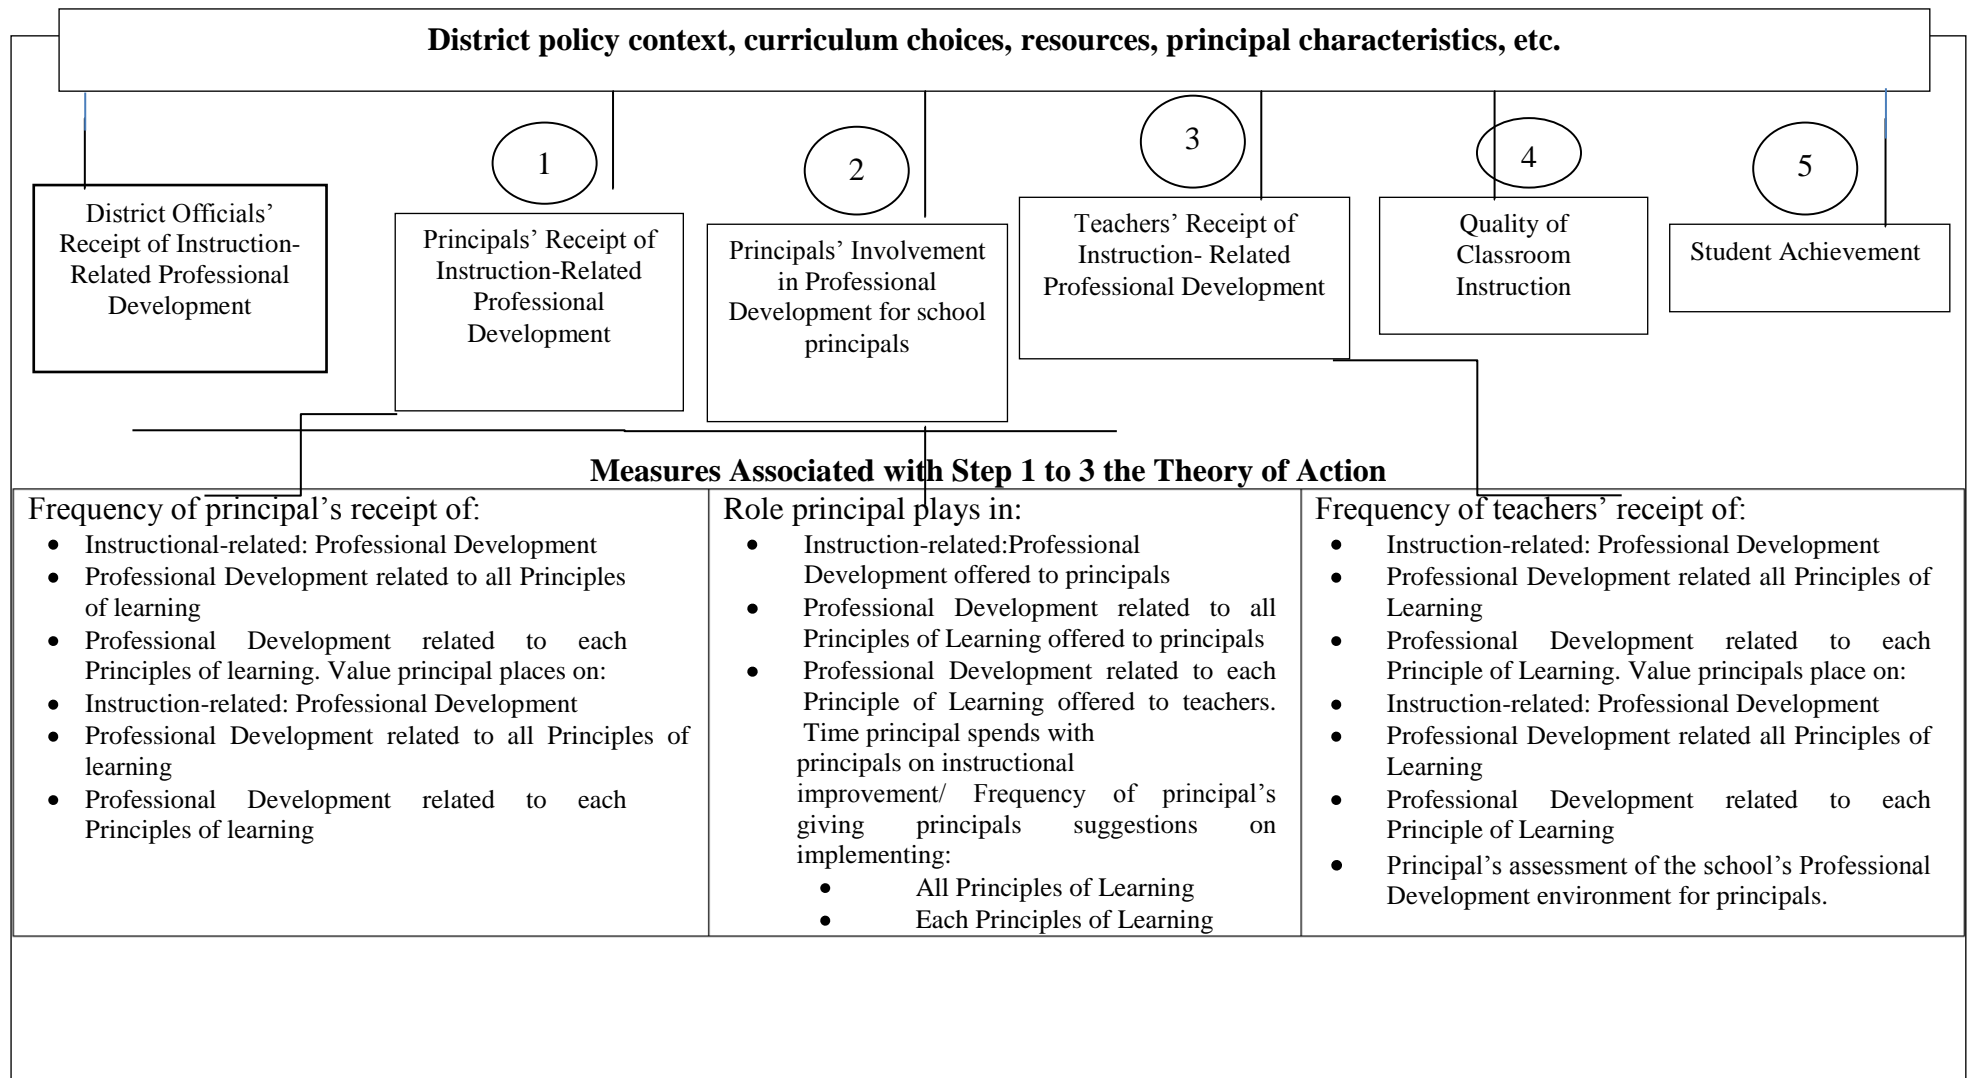 District policy context, curriculum choices, resources, principal characteristics, etc.
1
2
3
4
5
District Officials’
Receipt of Instruction-
Related Professional
Development
Principals’ Receipt of
Instruction-Related
Professional
Development
Principals’ Involvement
in Professional
Development for school
principals
Teachers’ Receipt of
Instruction- Related
Professional Development
Quality of
Classroom
Instruction
Student Achievement
Measures Associated with Step 1 to 3 the Theory of Action
Frequency of principal’s receipt of:
• Instructional-related: Professional Development
• Professional Development related to all Principles
of learning
• Professional Development related to each
Principles of learning. Value principal places on:
• Instruction-related: Professional Development
• Professional Development related to all Principles of
learning
• Professional Development related to each
Principles of learning
Role principal plays in:
• Instruction-related:Professional
Development offered to principals
• Professional Development related to all
Principles of Learning offered to principals
• Professional Development related to each
Principle of Learning offered to teachers.
Time principal spends with
principals on instructional
improvement/ Frequency of principal’s
giving principals suggestions on
implementing:
• All Principles of Learning
• Each Principles of Learning
Frequency of teachers’ receipt of:
• Instruction-related: Professional Development
• Professional Development related all Principles of
Learning
• Professional Development related to each
Principle of Learning. Value principals place on:
• Instruction-related: Professional Development
• Professional Development related all Principles of
Learning
• Professional Development related to each
Principle of Learning
• Principal’s assessment of the school’s Professional
Development environment for principals.